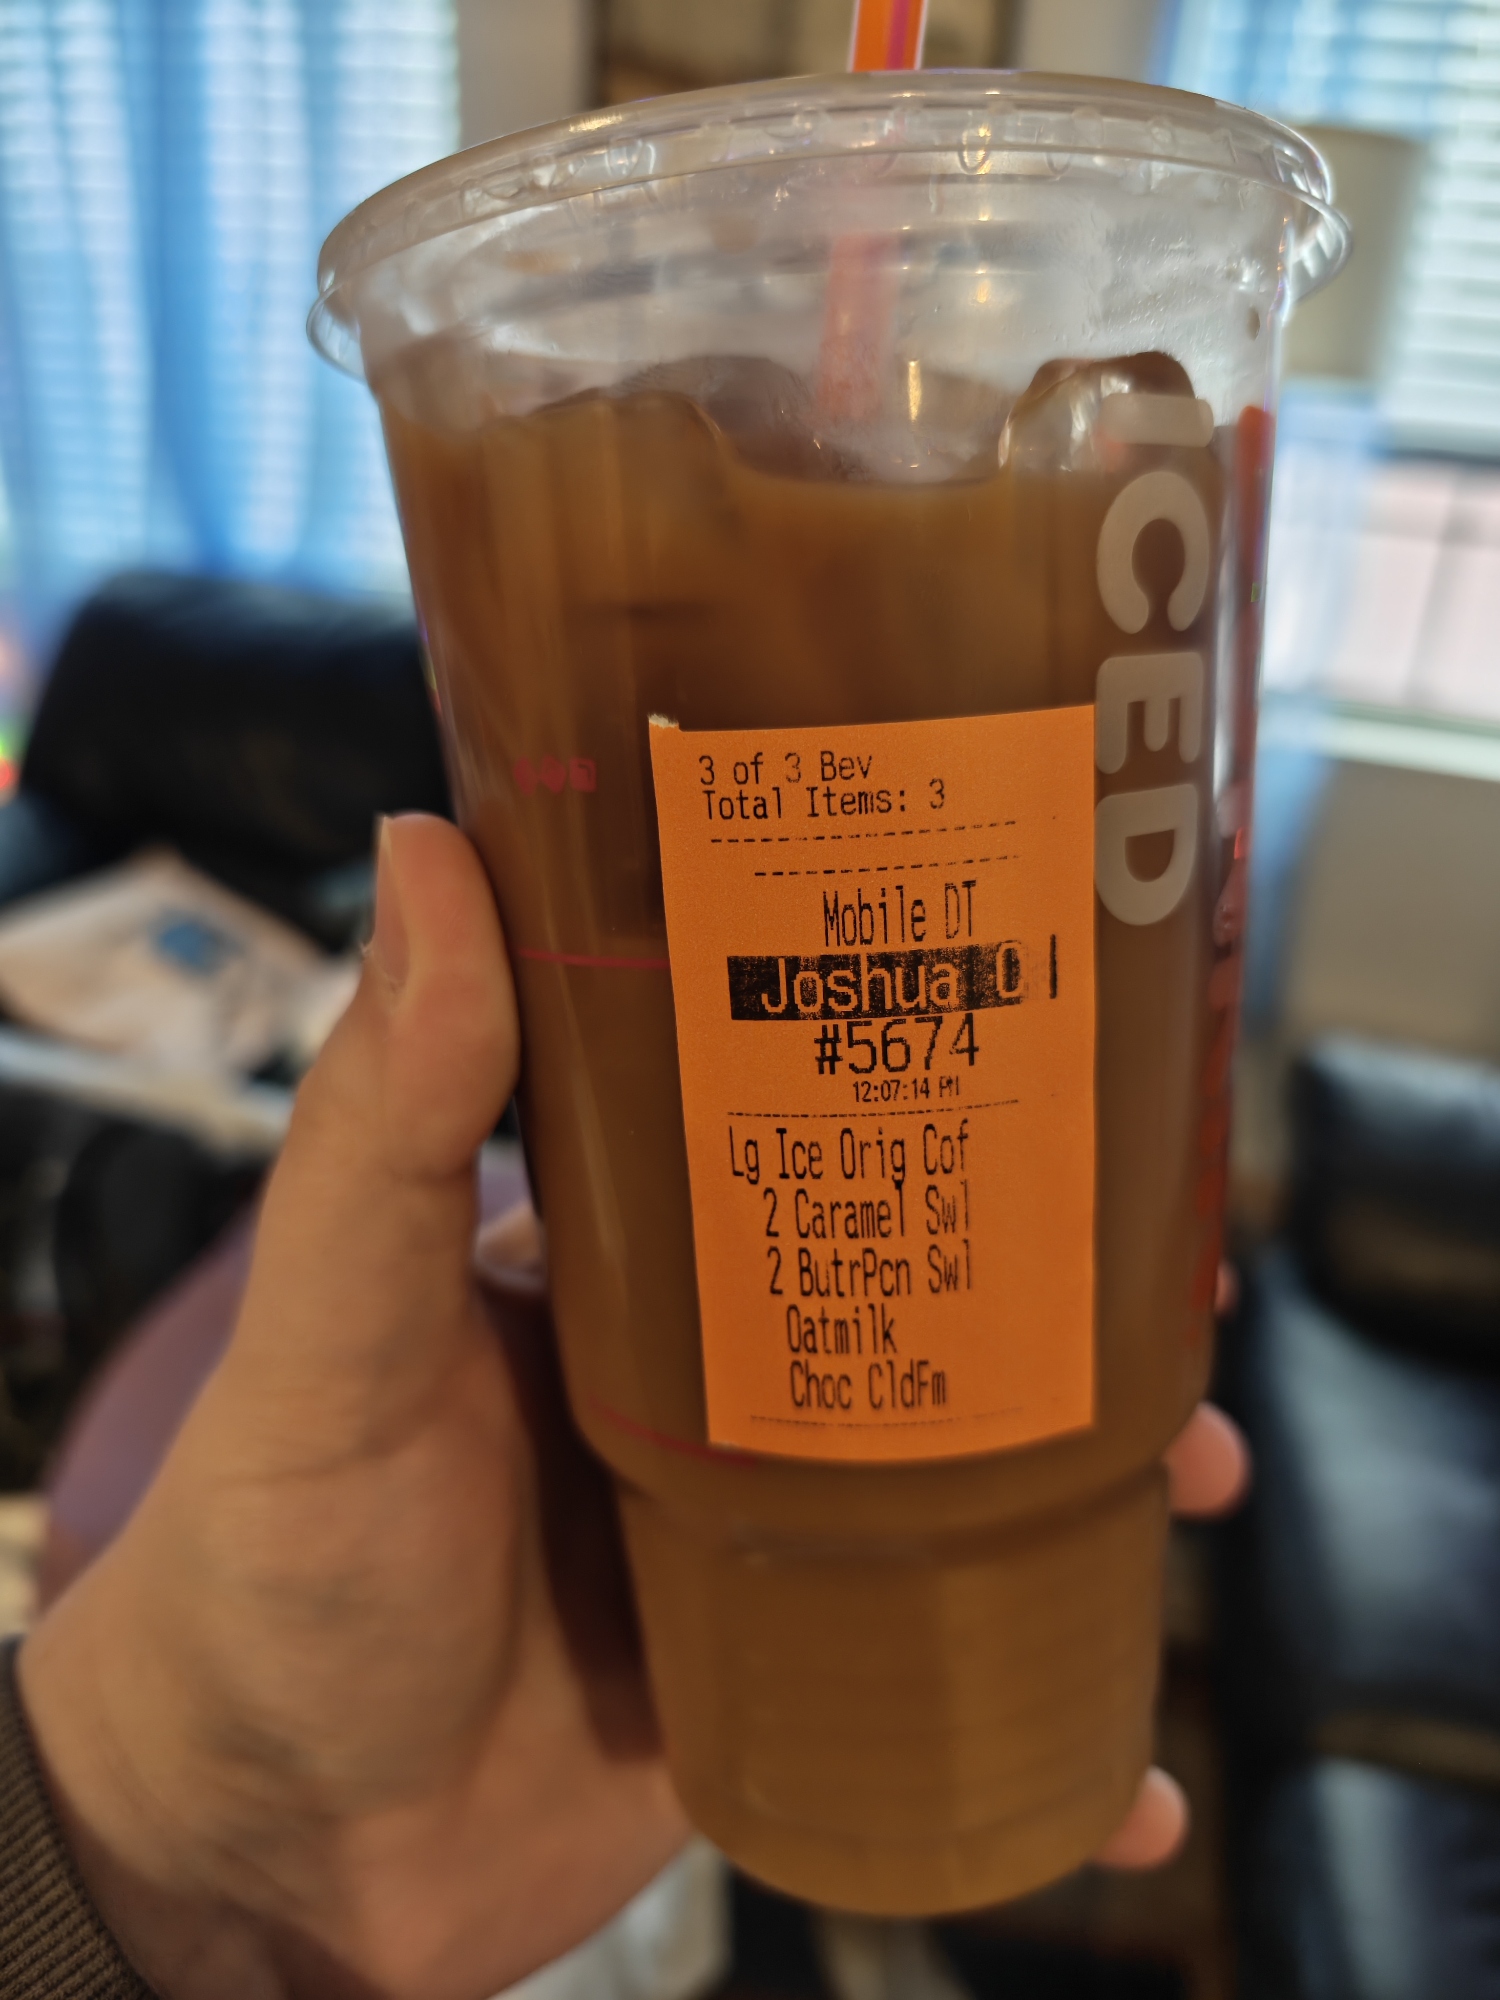 ICED
3 of 3 Bev
Total Items: 3
Mobile DT
Joshua O
#5674
12:07:14 PM
Lg Ice Orig Cof
2 Caramel Swl
2 ButrPcn Swl
Oatmilk
Choc CldFm